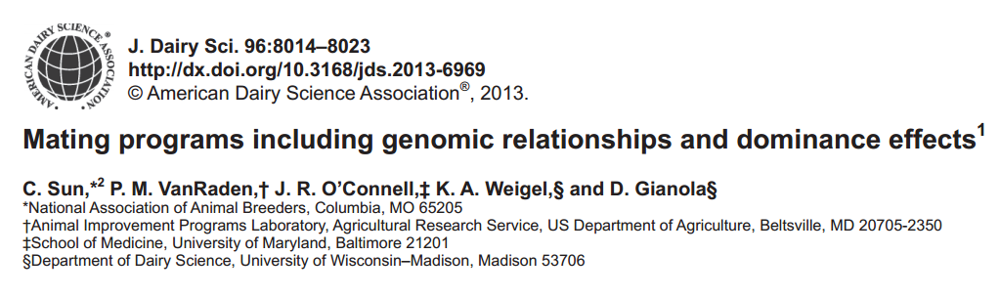 AMERICAN DAIRY SCIENCE ASSOCIATION®
J. Dairy Sci. 96:8014–8023
http://dx.doi.org/10.3168/jds.2013-6969
© American Dairy Science Association®, 2013.
Mating programs including genomic relationships and dominance effects¹
C. Sun,*² P. M. VanRaden,† J. R. O’Connell,‡ K. A. Weigel,§ and D. Gianola§
*National Association of Animal Breeders, Columbia, MO 65205
†Animal Improvement Programs Laboratory, Agricultural Research Service, US Department of Agriculture, Beltsville, MD 20705-2350
‡School of Medicine, University of Maryland, Baltimore 21201
§Department of Dairy Science, University of Wisconsin–Madison, Madison 53706